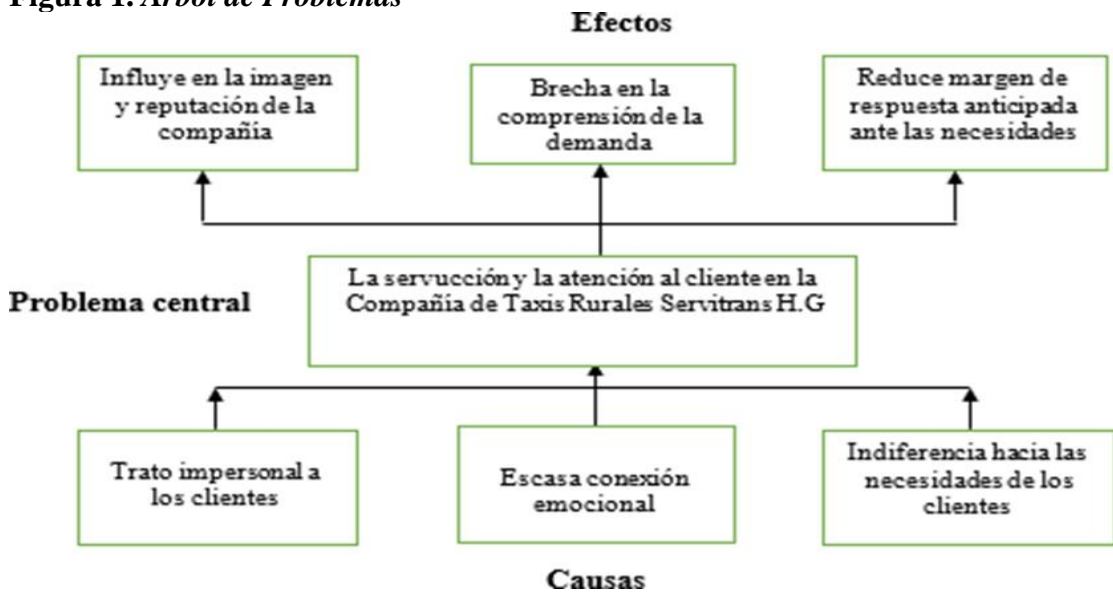 Figura 1. Árbol de Problemas
Efectos
Influye en la imagen
y reputación de la
compañía
Brecha en la
comprensión de la
demanda
Reduce margen de
respuesta anticipada
ante las necesidades
Problema central
La servucción y la atención al cliente en la
Compañía de Taxis Rurales Servitrans H.G
Trato impersonal a
los clientes
Escasa conexión
emocional
Indiferencia hacia las
necesidades de los
clientes
Causas